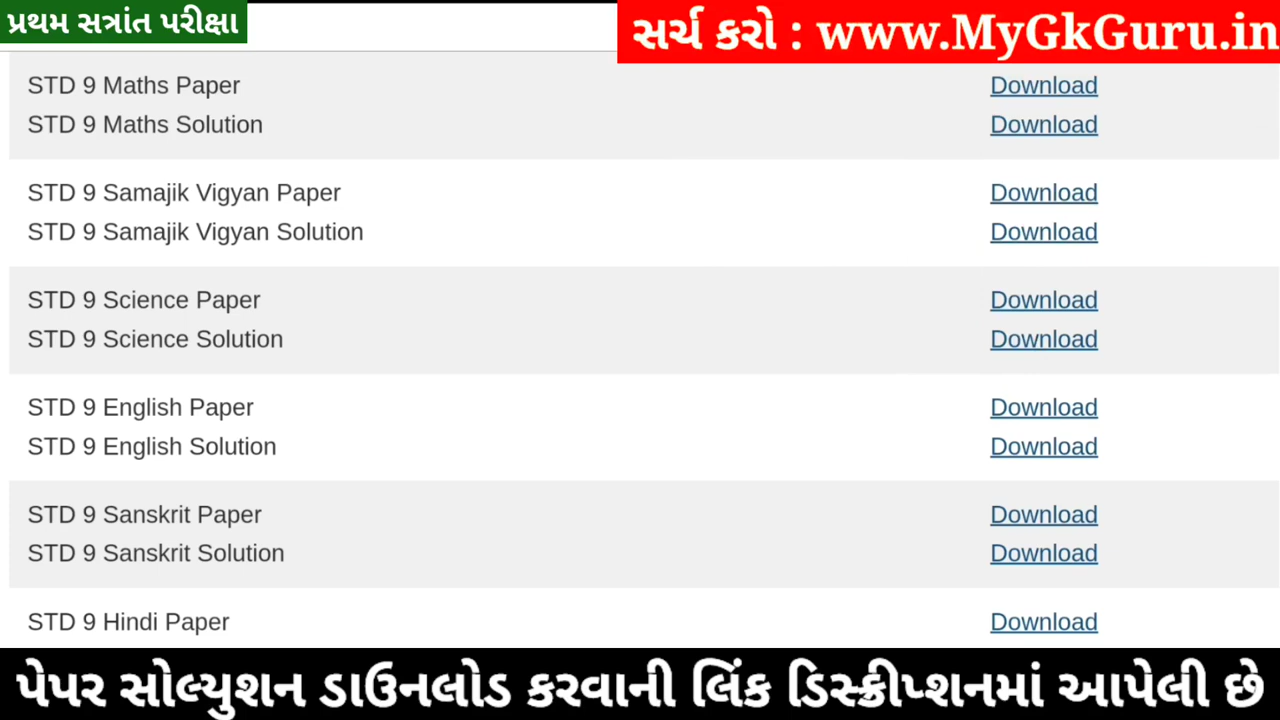 પ્રથમ સત્રાંત પરીક્ષા
સર્ચ કરો : www.MyGkGuru.in
STD 9 Maths Paper Download
STD 9 Maths Solution Download
STD 9 Samajik Vigyan Paper Download
STD 9 Samajik Vigyan Solution Download
STD 9 Science Paper Download
STD 9 Science Solution Download
STD 9 English Paper Download
STD 9 English Solution Download
STD 9 Sanskrit Paper Download
STD 9 Sanskrit Solution Download
STD 9 Hindi Paper Download
પેપર સોલ્યુશન ડાઉનલોડ કરવાની લિંક ડિસ્ક્રીપ્શનમાં આપેલી છે